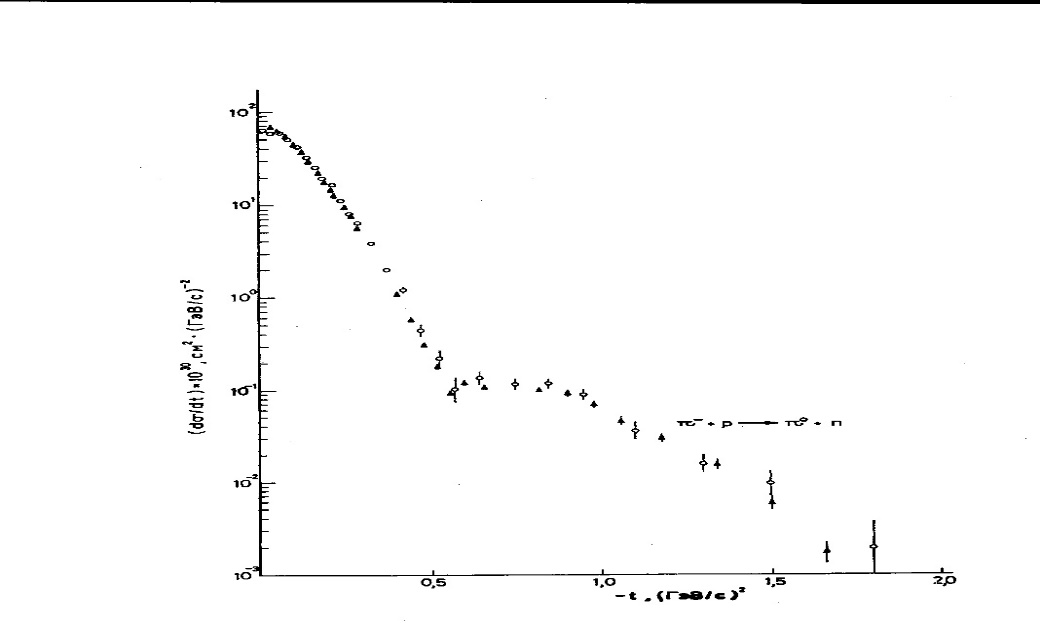 10²
10¹
10⁰
10⁻¹
10⁻²
10⁻³
(dσ/dt)×10³⁰, см²·(ГэВ/с)⁻²
π⁻ + p ⟶ π⁰ + n
0,5 1,0 1,5 2,0
-t, (ГэВ/с)²